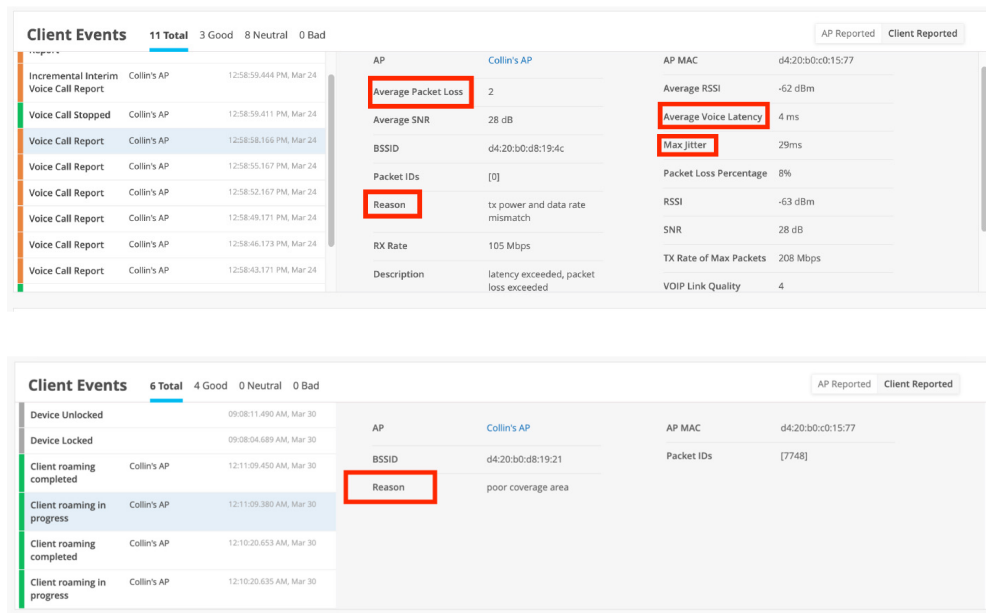 Client Events 11 Total 3 Good 8 Neutral 0 Bad AP Reported Client Reported
Report
Incremental Interim Voice Call Report Collin's AP 12:58:59.444 PM, Mar 24
Voice Call Stopped Collin's AP 12:58:59.411 PM, Mar 24
Voice Call Report Collin's AP 12:58:58.166 PM, Mar 24
Voice Call Report Collin's AP 12:58:55.167 PM, Mar 24
Voice Call Report Collin's AP 12:58:52.167 PM, Mar 24
Voice Call Report Collin's AP 12:58:49.171 PM, Mar 24
Voice Call Report Collin's AP 12:58:46.173 PM, Mar 24
Voice Call Report Collin's AP 12:58:43.171 PM, Mar 24
AP Collin's AP
Average Packet Loss 2
Average SNR 28 dB
BSSID d4:20:b0:d8:19:4c
Packet IDs [0]
Reason tx power and data rate
mismatch
RX Rate 105 Mbps
Description latency exceeded, packet
loss exceeded
AP MAC d4:20:b0:c0:15:77
Average RSSI -62 dBm
Average Voice Latency 4 ms
Max Jitter 29ms
Packet Loss Percentage 8%
RSSI -63 dBm
SNR 28 dB
TX Rate of Max Packets 208 Mbps
VOIP Link Quality 4
Client Events 6 Total 4 Good 0 Neutral 0 Bad AP Reported Client Reported
Device Unlocked 09:08:11.490 AM, Mar 30
Device Locked 09:08:04.689 AM, Mar 30
Client roaming completed Collin's AP 12:11:09.450 AM, Mar 30
Client roaming in progress Collin's AP 12:11:09.380 AM, Mar 30
Client roaming completed Collin's AP 12:10:20.653 AM, Mar 30
Client roaming in progress Collin's AP 12:10:20.635 AM, Mar 30
AP Collin's AP
BSSID d4:20:b0:d8:19:21
Reason poor coverage area
AP MAC d4:20:b0:c0:15:77
Packet IDs [7748]